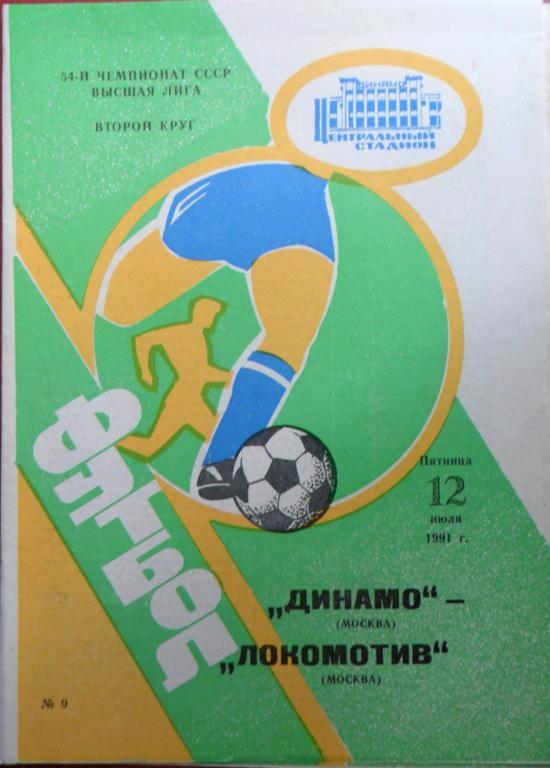 54-Й ЧЕМПИОНАТ СССР
ВЫСШАЯ ЛИГА
ВТОРОЙ КРУГ
ДИНАМО
ЦЕНТРАЛЬНЫЙ
СТАДИОН
ФУТБОЛ
Пятница
12
июля
1991 г.
„ДИНАМО“ –
(МОСКВА)
„ЛОКОМОТИВ“
(МОСКВА)
№ 9